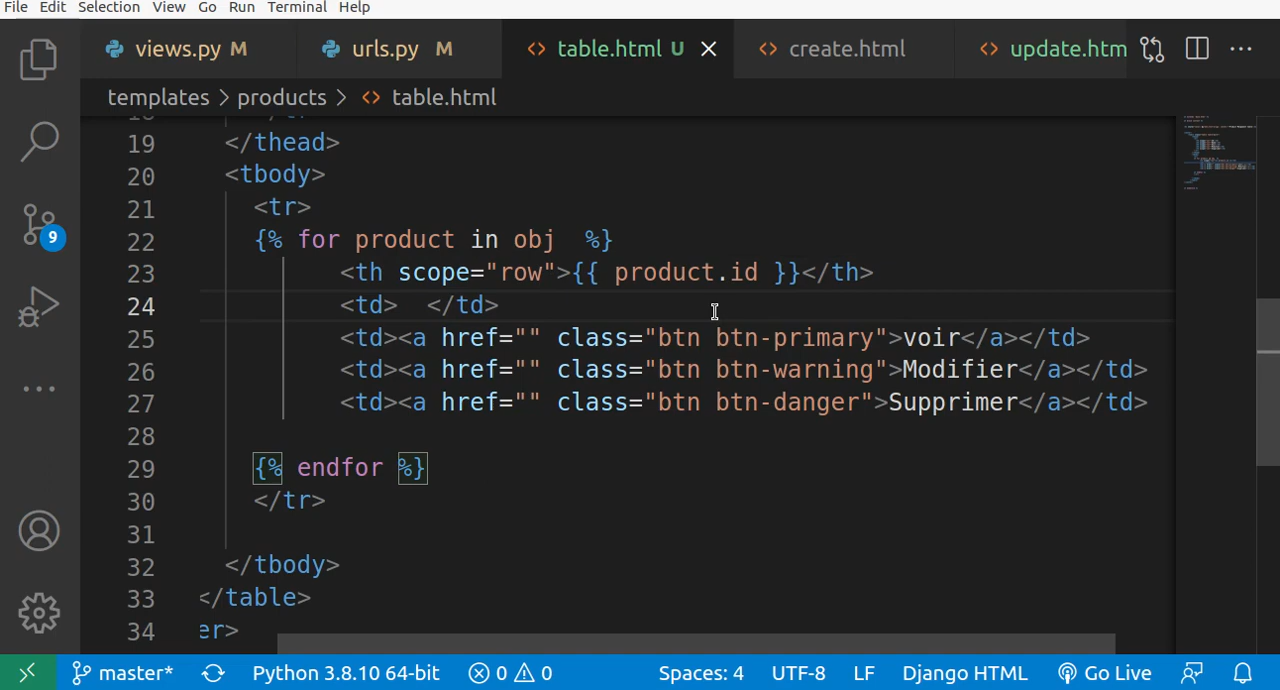 File Edit Selection View Go Run Terminal Help
views.py M urls.py M table.html U create.html update.htm
templates > products > table.html
19 </thead>
20 <tbody>
21 <tr>
22 {% for product in obj %}
23 <th scope="row">{{ product.id }}</th>
24 <td> </td>
25 <td><a href="" class="btn btn-primary">voir</a></td>
26 <td><a href="" class="btn btn-warning">Modifier</a></td>
27 <td><a href="" class="btn btn-danger">Supprimer</a></td>
28
29 {% endfor %}
30 </tr>
31
32 </tbody>
33 </table>
34 er>
9
master* Python 3.8.10 64-bit 0 0 Spaces: 4 UTF-8 LF Django HTML Go Live